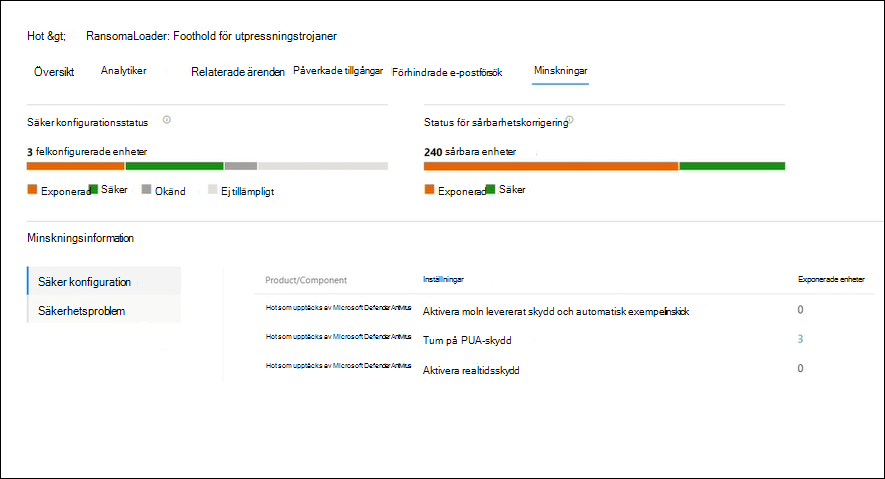 Hot &gt; RansomaLoader: Foothold för utpressningstrojaner
Översikt Analytiker Relaterade ärenden Påverkade tillgångar Förhindrade e-postförsök Minskningar
Säker konfigurationsstatus
3 felkonfigurerade enheter
Exponerad Säker Okänd Ej tillämpligt
Status för sårbarhetskorrigering
240 sårbara enheter
Exponerad Säker
Minskningsinformation
Säker konfiguration
Säkerhetsproblem
Product/Component Inställningar Exponerade enheter
Hot som upptäcks av Microsoft Defender Antivirus Aktivera moln levererat skydd och automatisk exempelinskick 0
Hot som upptäcks av Microsoft Defender Antivirus Tum på PUA-skydd 3
Hot som upptäcks av Microsoft Defender Antivirus Aktivera realtidsskydd 0